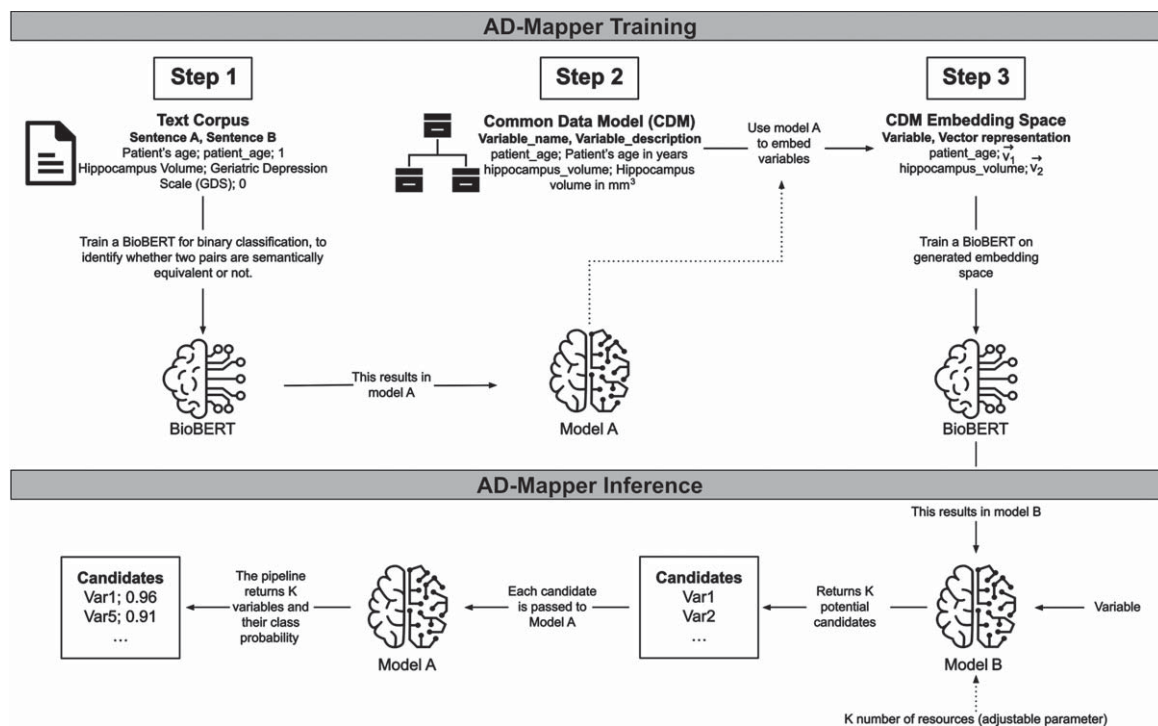 AD-Mapper Training
Step 1
Text Corpus
Sentence A, Sentence B
Patient's age; patient_age; 1
Hippocampus Volume; Geriatric Depression
Scale (GDS); 0
Train a BioBERT for binary classification, to
identify whether two pairs are semantically
equivalent or not.
BioBERT
This results in
model A
Step 2
Common Data Model (CDM)
Variable_name, Variable_description
patient_age; Patient's age in years
hippocampus_volume; Hippocampus
volume in mm³
Model A
Use model A
to embed
variables
Step 3
CDM Embedding Space
Variable, Vector representation
patient_age; v⃗₁
hippocampus_volume; v⃗₂
Train a BioBERT on
generated embedding
space
BioBERT
AD-Mapper Inference
This results in model B
Variable
Model B
K number of resources (adjustable parameter)
Returns K
potential
candidates
Candidates
Var1
Var2
...
Each candidate
is passed to
Model A
Model A
The pipeline
returns K
variables and
their class
probability
Candidates
Var1; 0.96
Var5; 0.91
...